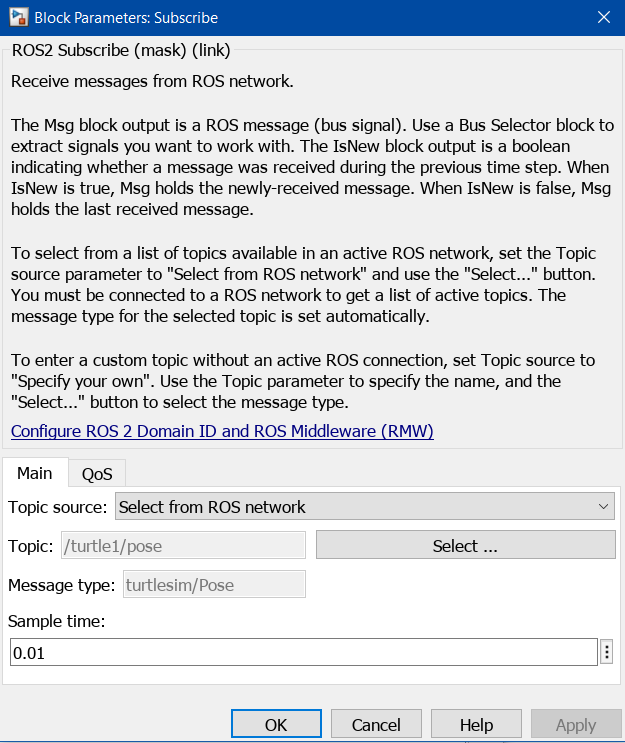 Block Parameters: Subscribe
ROS2 Subscribe (mask) (link)
Receive messages from ROS network.
The Msg block output is a ROS message (bus signal). Use a Bus Selector block to
extract signals you want to work with. The IsNew block output is a boolean
indicating whether a message was received during the previous time step. When
IsNew is true, Msg holds the newly-received message. When IsNew is false, Msg
holds the last received message.
To select from a list of topics available in an active ROS network, set the Topic
source parameter to "Select from ROS network" and use the "Select..." button.
You must be connected to a ROS network to get a list of active topics. The
message type for the selected topic is set automatically.
To enter a custom topic without an active ROS connection, set Topic source to
"Specify your own". Use the Topic parameter to specify the name, and the
"Select..." button to select the message type.
Configure ROS 2 Domain ID and ROS Middleware (RMW)
Main QoS
Topic source: Select from ROS network
Topic: /turtle1/pose Select ...
Message type: turtlesim/Pose
Sample time:
0.01
OK Cancel Help Apply